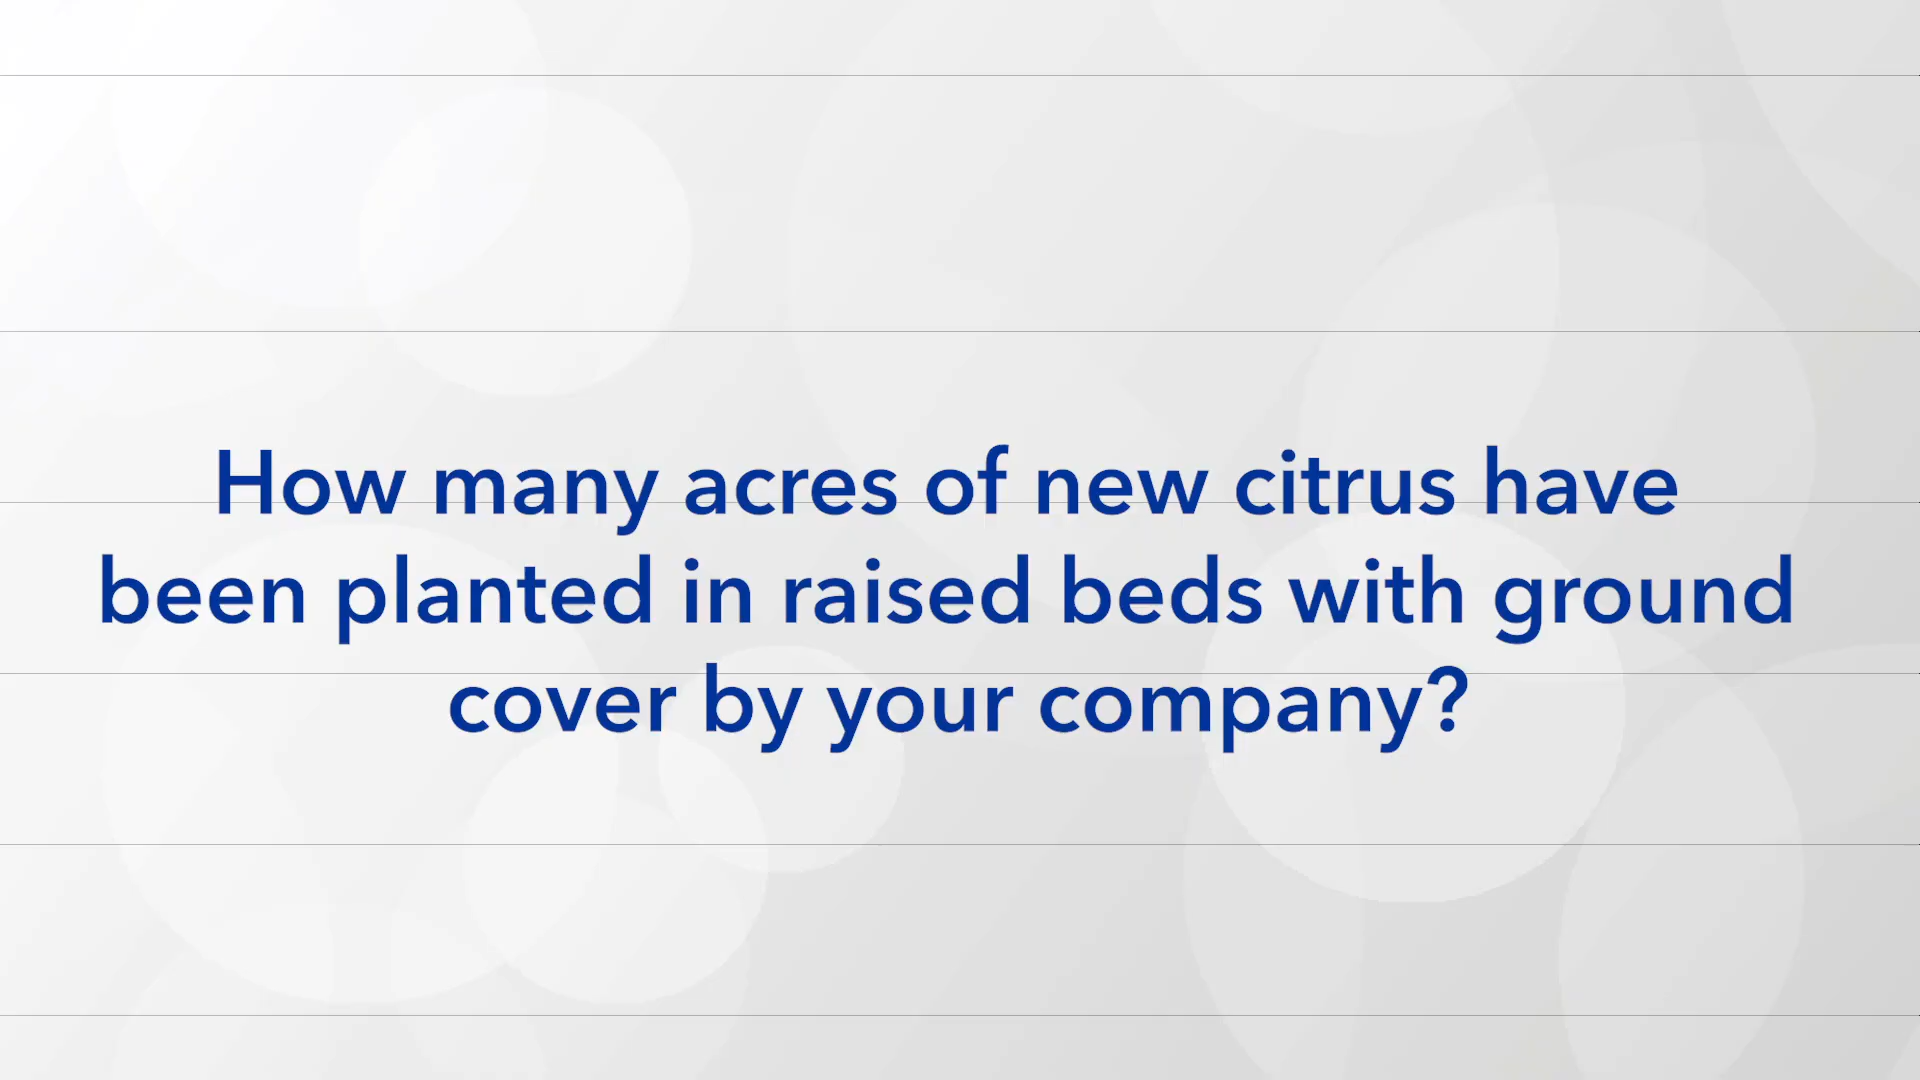 How many acres of new citrus have
been planted in raised beds with ground
cover by your company?